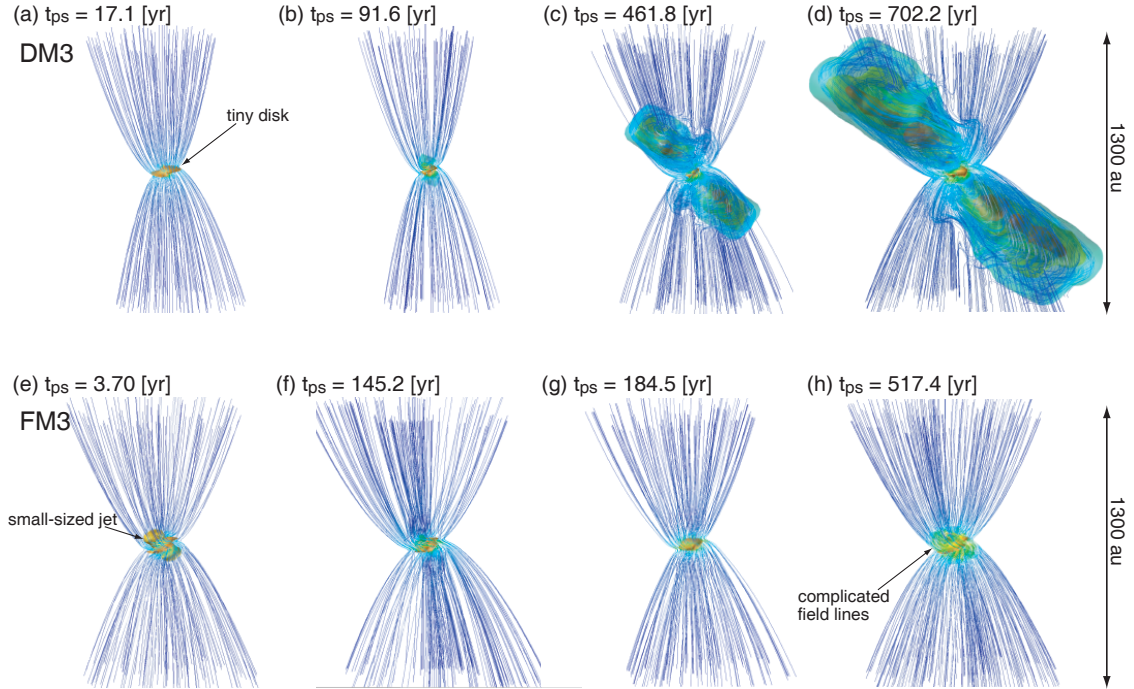 (a) tps = 17.1 [yr]
(b) tps = 91.6 [yr]
(c) tps = 461.8 [yr]
(d) tps = 702.2 [yr]
DM3
tiny disk
1300 au
(e) tps = 3.70 [yr]
(f) tps = 145.2 [yr]
(g) tps = 184.5 [yr]
(h) tps = 517.4 [yr]
FM3
small-sized jet
complicated
field lines
1300 au